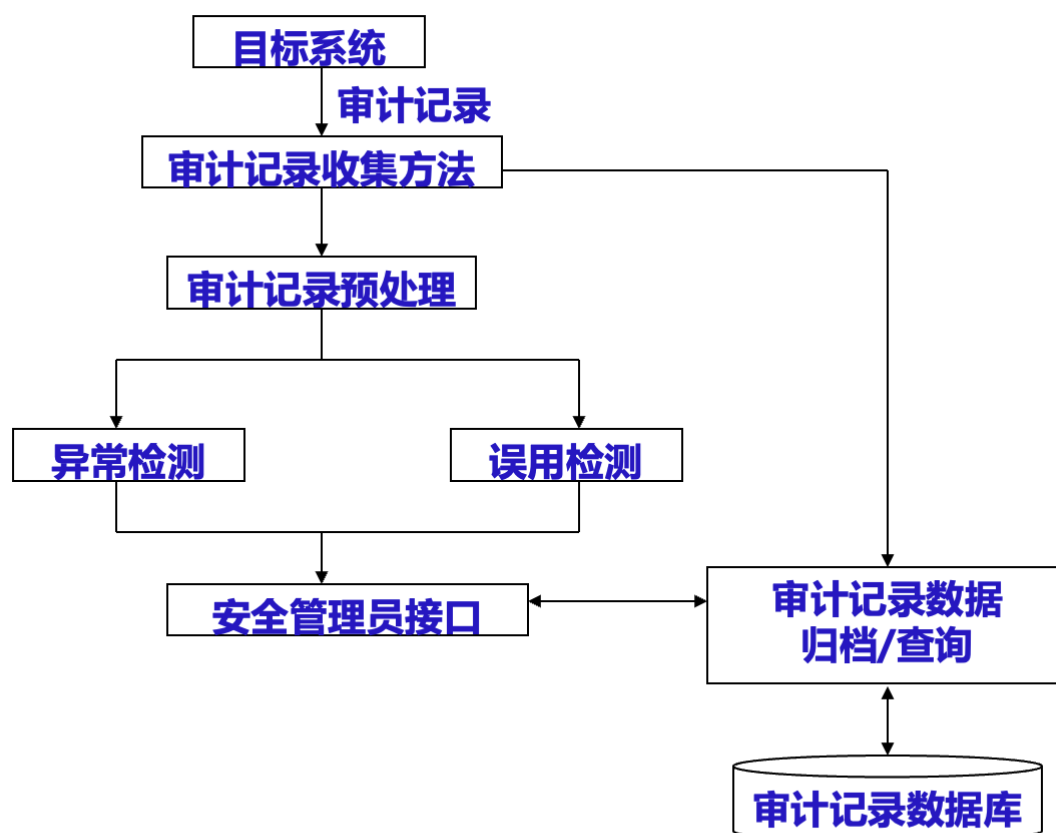 目标系统
审计记录
审计记录收集方法
审计记录预处理
异常检测
误用检测
安全管理员接口
审计记录数据
归档/查询
审计记录数据库